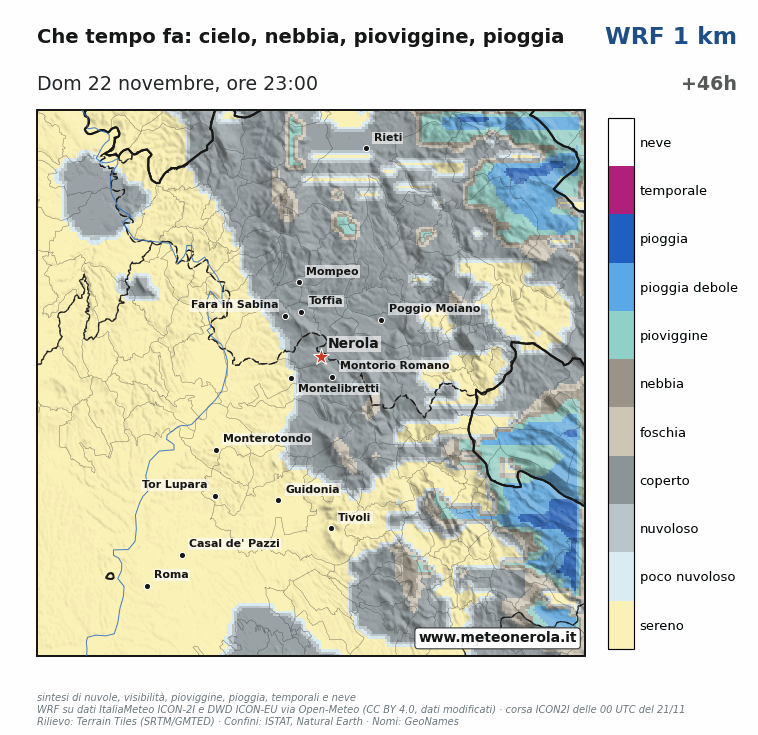 Che tempo fa: cielo, nebbia, pioviggine, pioggia
WRF 1 km
Dom 22 novembre, ore 23:00
+46h
Rieti
Mompeo
Toffia
Fara in Sabina
Poggio Moiano
Nerola
Montorio Romano
Montelibretti
Monterotondo
Tor Lupara
Guidonia
Tivoli
Casal de' Pazzi
Roma
www.meteonerola.it
neve
temporale
pioggia
pioggia debole
pioviggine
nebbia
foschia
coperto
nuvoloso
poco nuvoloso
sereno
sintesi di nuvole, visibilità, pioviggine, pioggia, temporali e neve
WRF su dati ItaliaMeteo ICON-2I e DWD ICON-EU via Open-Meteo (CC BY 4.0, dati modificati) · corsa ICON2I delle 00 UTC del 21/11
Rilievo: Terrain Tiles (SRTM/GMTED) · Confini: ISTAT, Natural Earth · Nomi: GeoNames